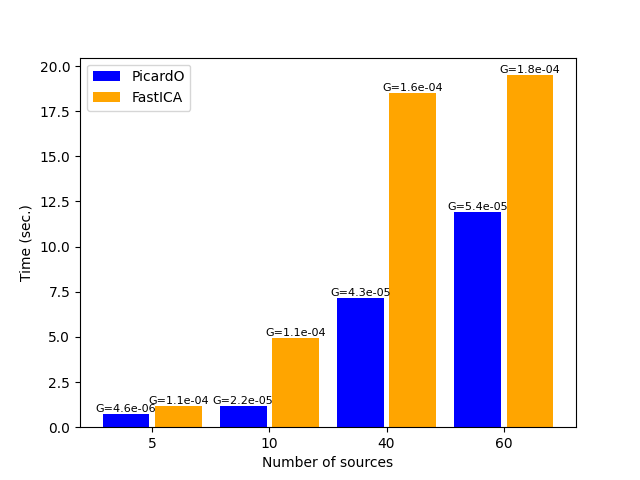 PicardO
FastICA
Time (sec.)
20.0
17.5
15.0
12.5
10.0
7.5
5.0
2.5
0.0
G=4.6e-06
G=1.1e-04
G=2.2e-05
G=1.1e-04
G=4.3e-05
G=1.6e-04
G=5.4e-05
G=1.8e-04
5 10 40 60
Number of sources